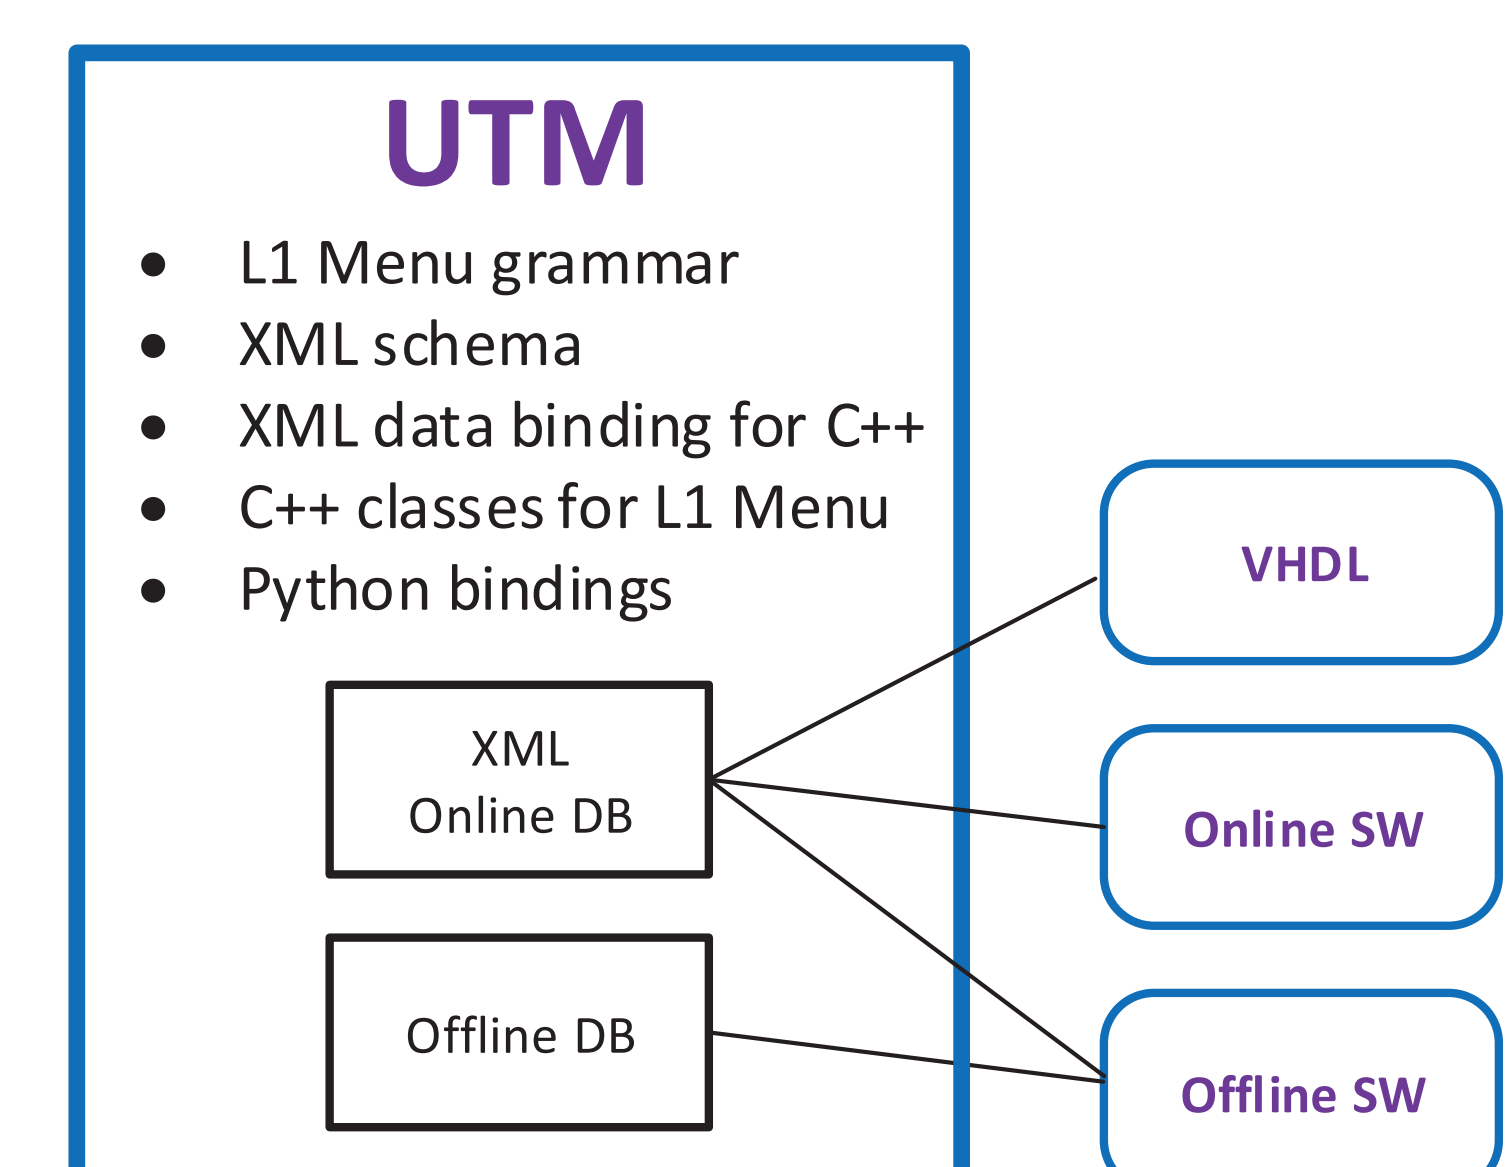 UTM
• L1 Menu grammar
• XML schema
• XML data binding for C++
• C++ classes for L1 Menu
• Python bindings
XML
Online DB
Offline DB
VHDL
Online SW
Offline SW